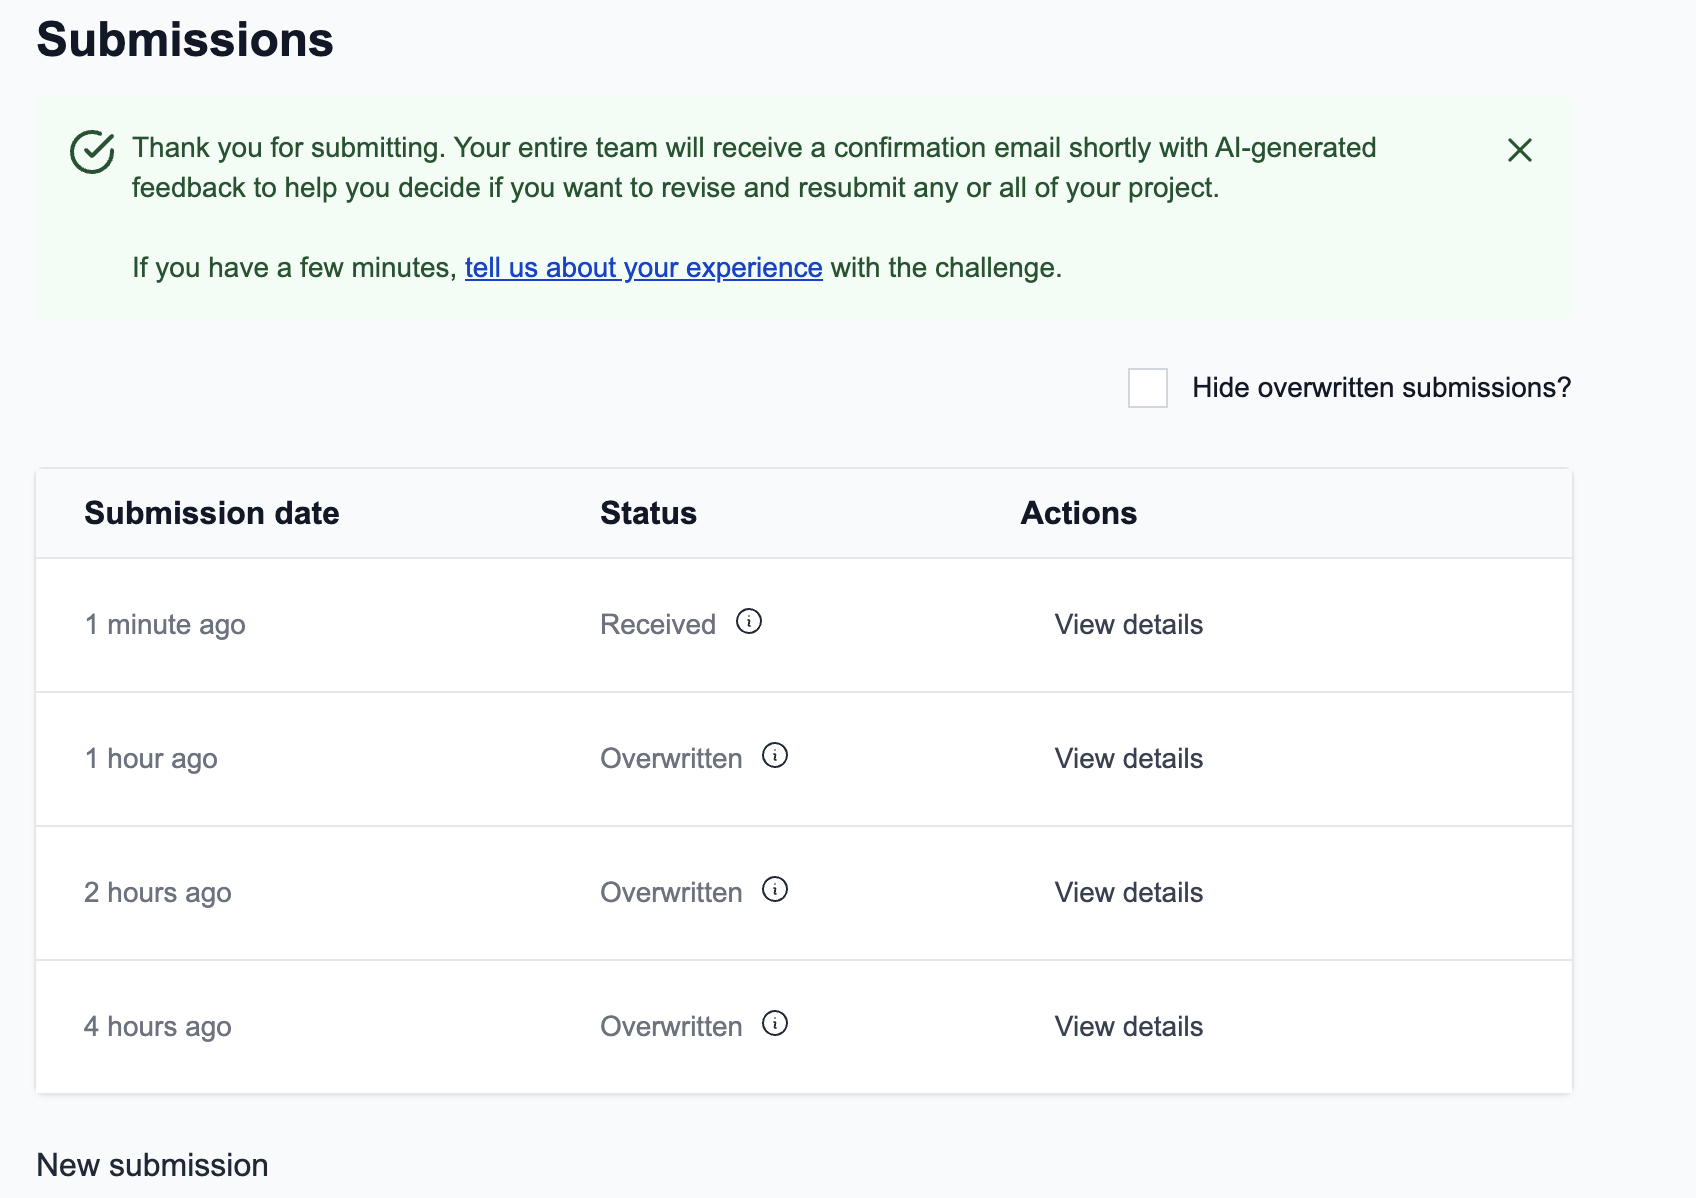 Submissions
Thank you for submitting. Your entire team will receive a confirmation email shortly with AI-generated
feedback to help you decide if you want to revise and resubmit any or all of your project.
If you have a few minutes, tell us about your experience with the challenge.
Hide overwritten submissions?
Submission date Status Actions
1 minute ago Received View details
1 hour ago Overwritten View details
2 hours ago Overwritten View details
4 hours ago Overwritten View details
New submission